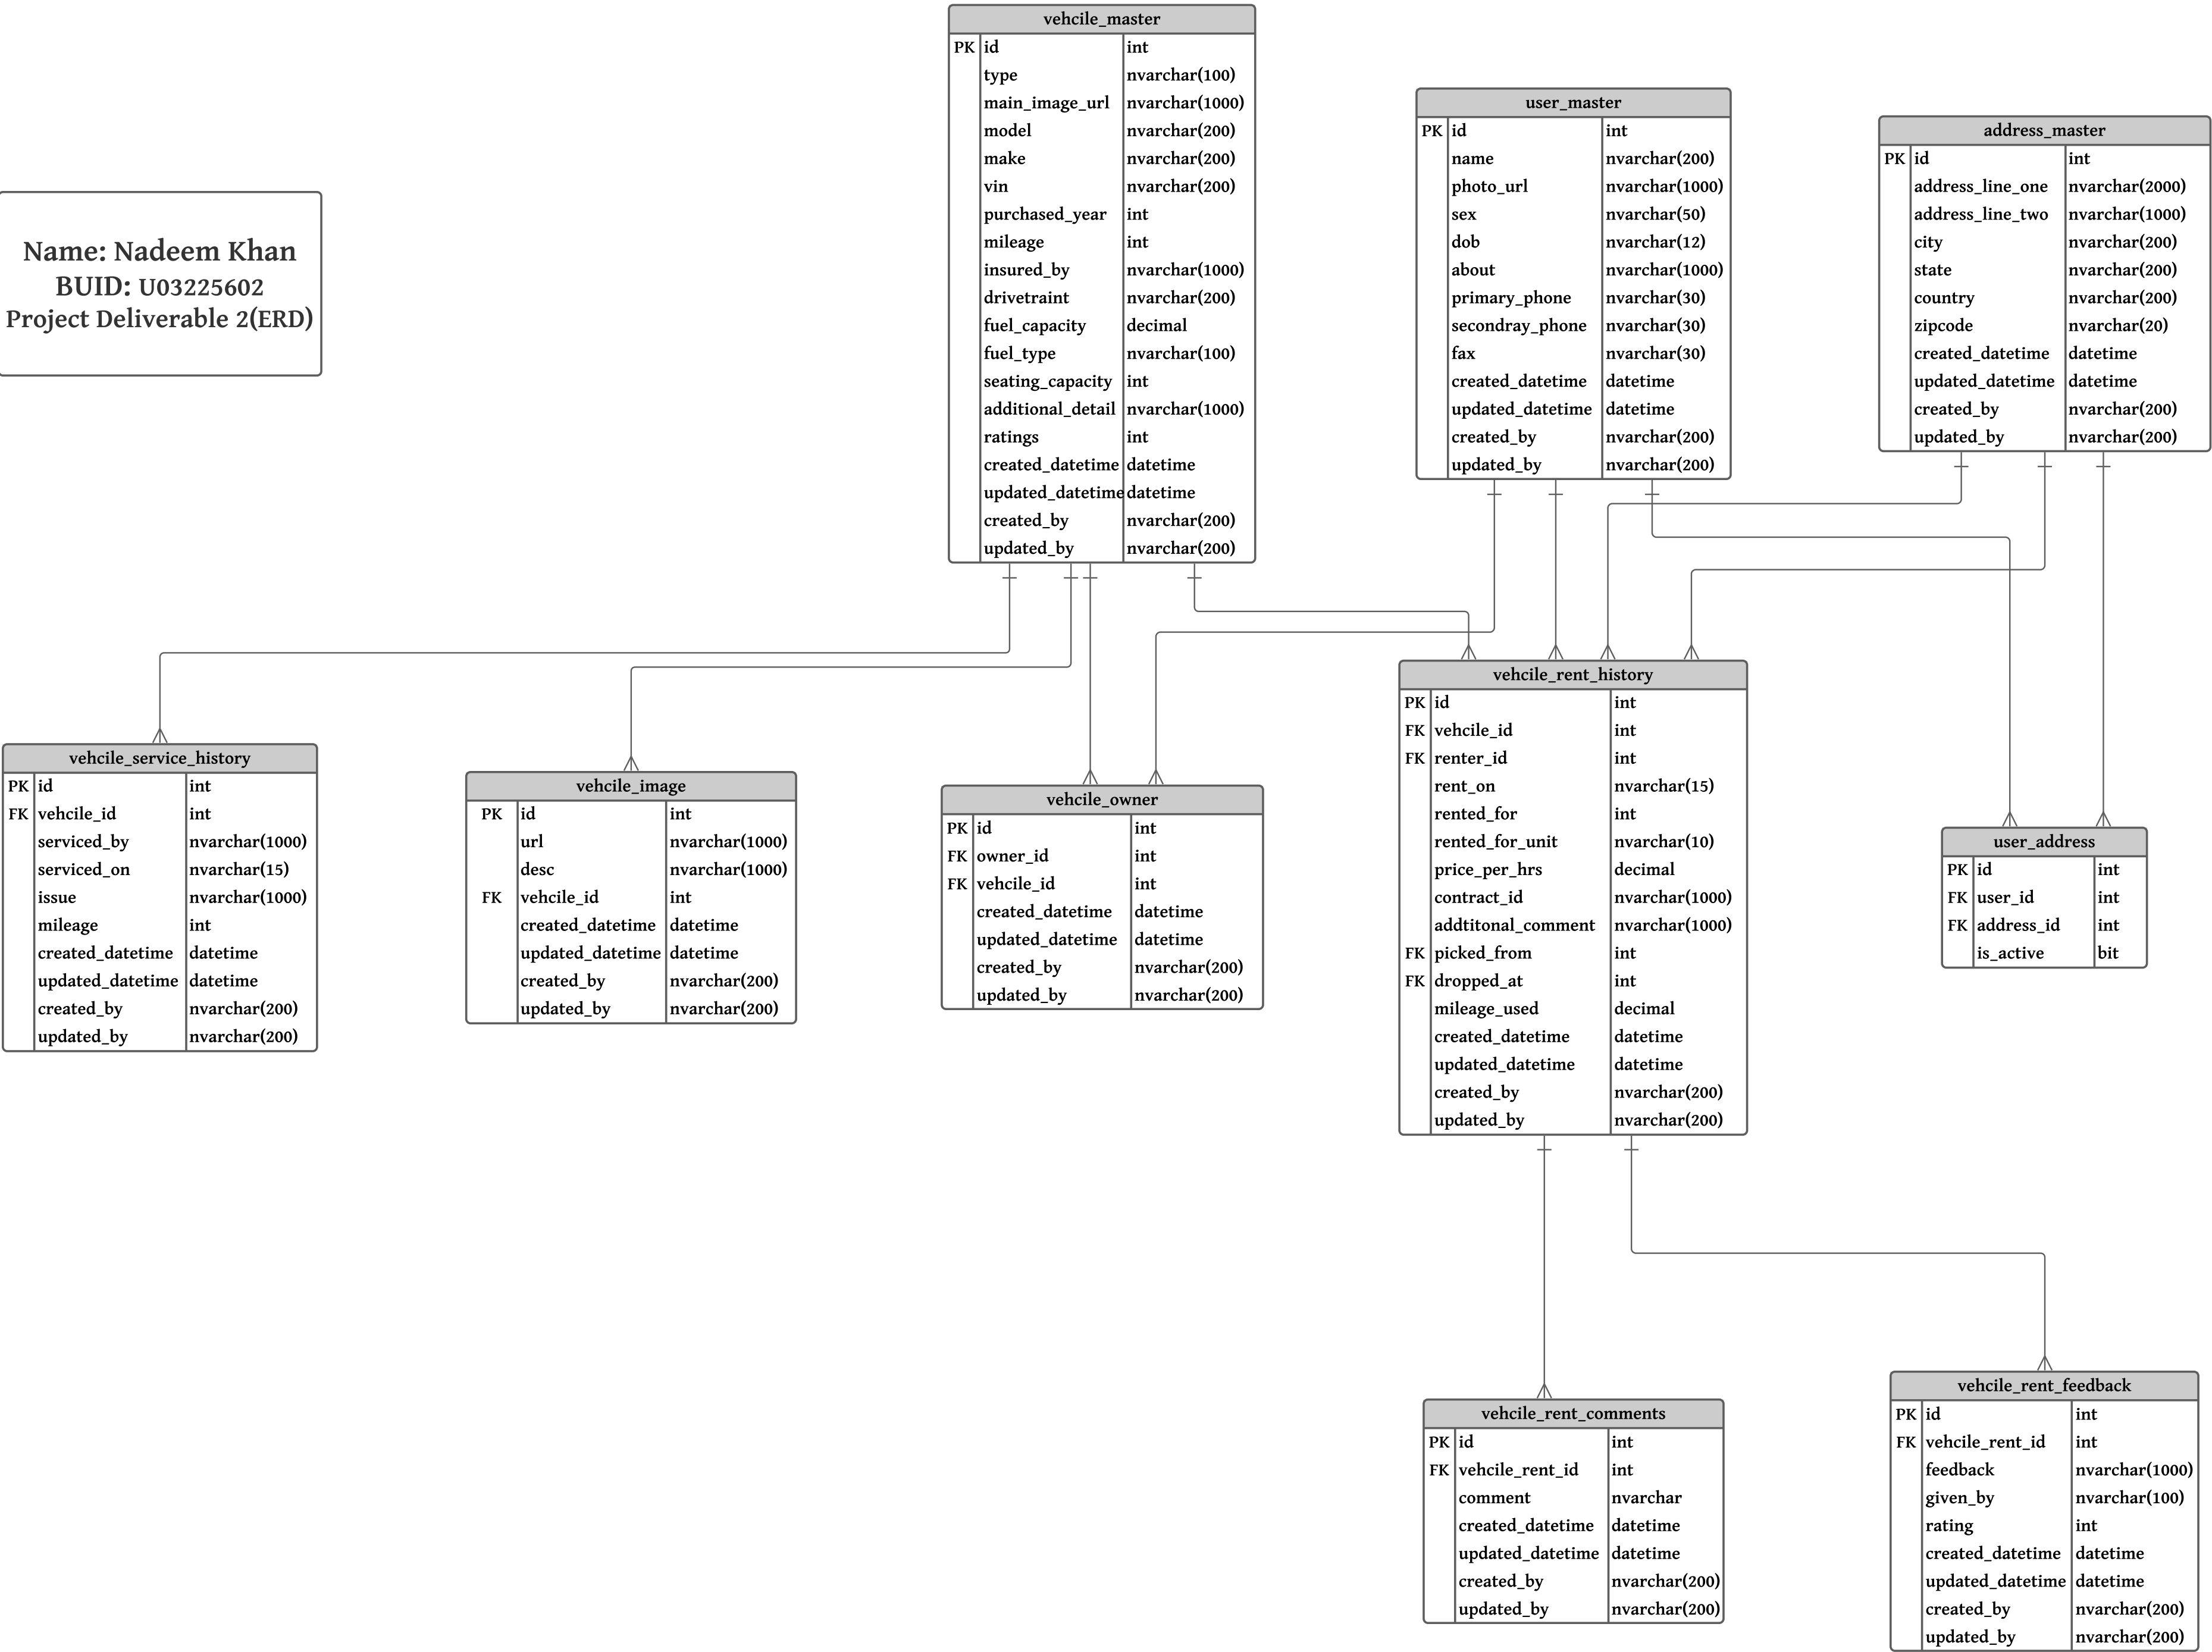 Name: Nadeem Khan
BUID: U03225602
Project Deliverable 2(ERD)
vehcile_master
PK id int
type nvarchar(100)
main_image_url nvarchar(1000)
model nvarchar(200)
make nvarchar(200)
vin nvarchar(200)
purchased_year int
mileage int
insured_by nvarchar(1000)
drivetraint nvarchar(200)
fuel_capacity decimal
fuel_type nvarchar(100)
seating_capacity int
additional_detail nvarchar(1000)
ratings int
created_datetime datetime
updated_datetime datetime
created_by nvarchar(200)
updated_by nvarchar(200)
user_master
PK id int
name nvarchar(200)
photo_url nvarchar(1000)
sex nvarchar(50)
dob nvarchar(12)
about nvarchar(1000)
primary_phone nvarchar(30)
secondray_phone nvarchar(30)
fax nvarchar(30)
created_datetime datetime
updated_datetime datetime
created_by nvarchar(200)
updated_by nvarchar(200)
address_master
PK id int
address_line_one nvarchar(2000)
address_line_two nvarchar(1000)
city nvarchar(200)
state nvarchar(200)
country nvarchar(200)
zipcode nvarchar(20)
created_datetime datetime
updated_datetime datetime
created_by nvarchar(200)
updated_by nvarchar(200)
vehcile_service_history
PK id int
FK vehcile_id int
serviced_by nvarchar(1000)
serviced_on nvarchar(15)
issue nvarchar(1000)
mileage int
created_datetime datetime
updated_datetime datetime
created_by nvarchar(200)
updated_by nvarchar(200)
vehcile_image
PK id int
url nvarchar(1000)
desc nvarchar(1000)
FK vehcile_id int
created_datetime datetime
updated_datetime datetime
created_by nvarchar(200)
updated_by nvarchar(200)
vehcile_owner
PK id int
FK owner_id int
FK vehcile_id int
created_datetime datetime
updated_datetime datetime
created_by nvarchar(200)
updated_by nvarchar(200)
vehcile_rent_history
PK id int
FK vehcile_id int
FK renter_id int
rent_on nvarchar(15)
rented_for int
rented_for_unit nvarchar(10)
price_per_hrs decimal
contract_id nvarchar(1000)
addtitonal_comment nvarchar(1000)
FK picked_from int
FK dropped_at int
mileage_used decimal
created_datetime datetime
updated_datetime datetime
created_by nvarchar(200)
updated_by nvarchar(200)
user_address
PK id int
FK user_id int
FK address_id int
is_active bit
vehcile_rent_comments
PK id int
FK vehcile_rent_id int
comment nvarchar
created_datetime datetime
updated_datetime datetime
created_by nvarchar(200)
updated_by nvarchar(200)
vehcile_rent_feedback
PK id int
FK vehcile_rent_id int
feedback nvarchar(1000)
given_by nvarchar(100)
rating int
created_datetime datetime
updated_datetime datetime
created_by nvarchar(200)
updated_by nvarchar(200)